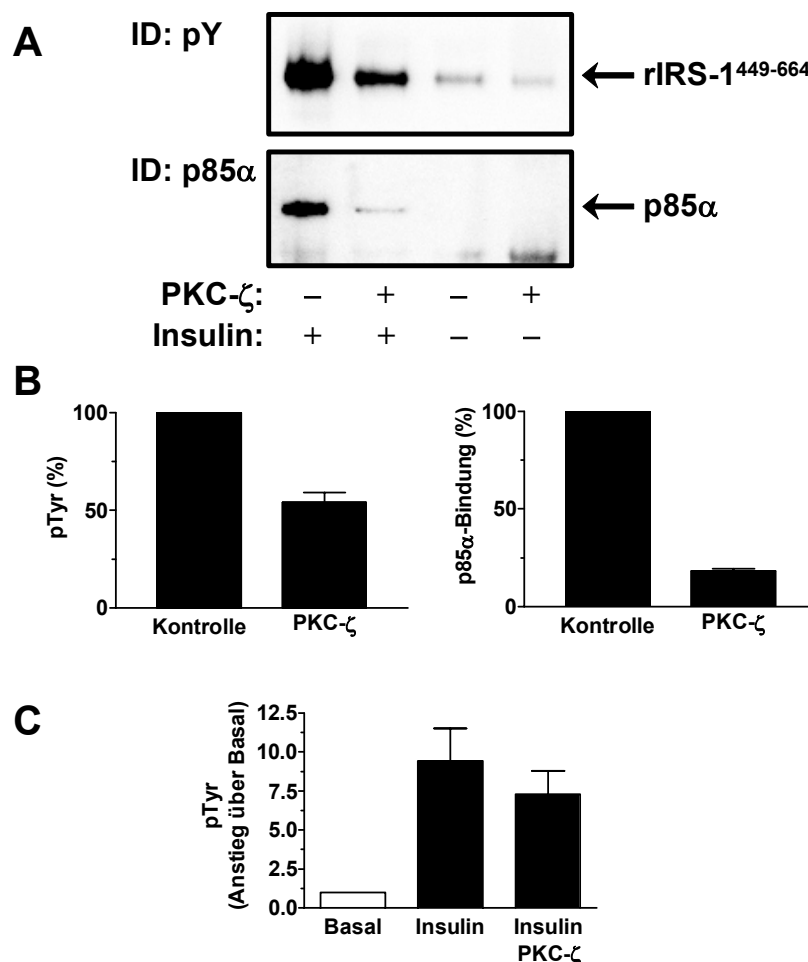 A
ID: pY
rIRS-1449-664
ID: p85α
p85α
PKC-ζ: – + – +
Insulin: + + – –
B
pTyr (%)
100
50
0
Kontrolle PKC-ζ
p85α-Bindung (%)
100
50
0
Kontrolle PKC-ζ
C
pTyr
(Anstieg über Basal)
12.5
10.0
7.5
5.0
2.5
0.0
Basal Insulin Insulin
PKC-ζ